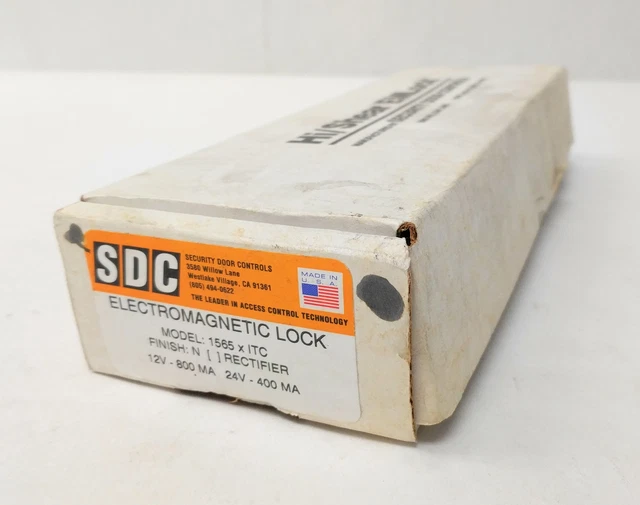 Hi/Shear EMLock
SDC
SECURITY DOOR CONTROLS
3580 Willow Lane
Westlake Village, CA 91361
(805) 494-0622
THE LEADER IN ACCESS CONTROL TECHNOLOGY
MADE IN
U.S.A.
ELECTROMAGNETIC LOCK
MODEL: 1565 x ITC
FINISH: N [ ] RECTIFIER
12V - 800 MA 24V - 400 MA